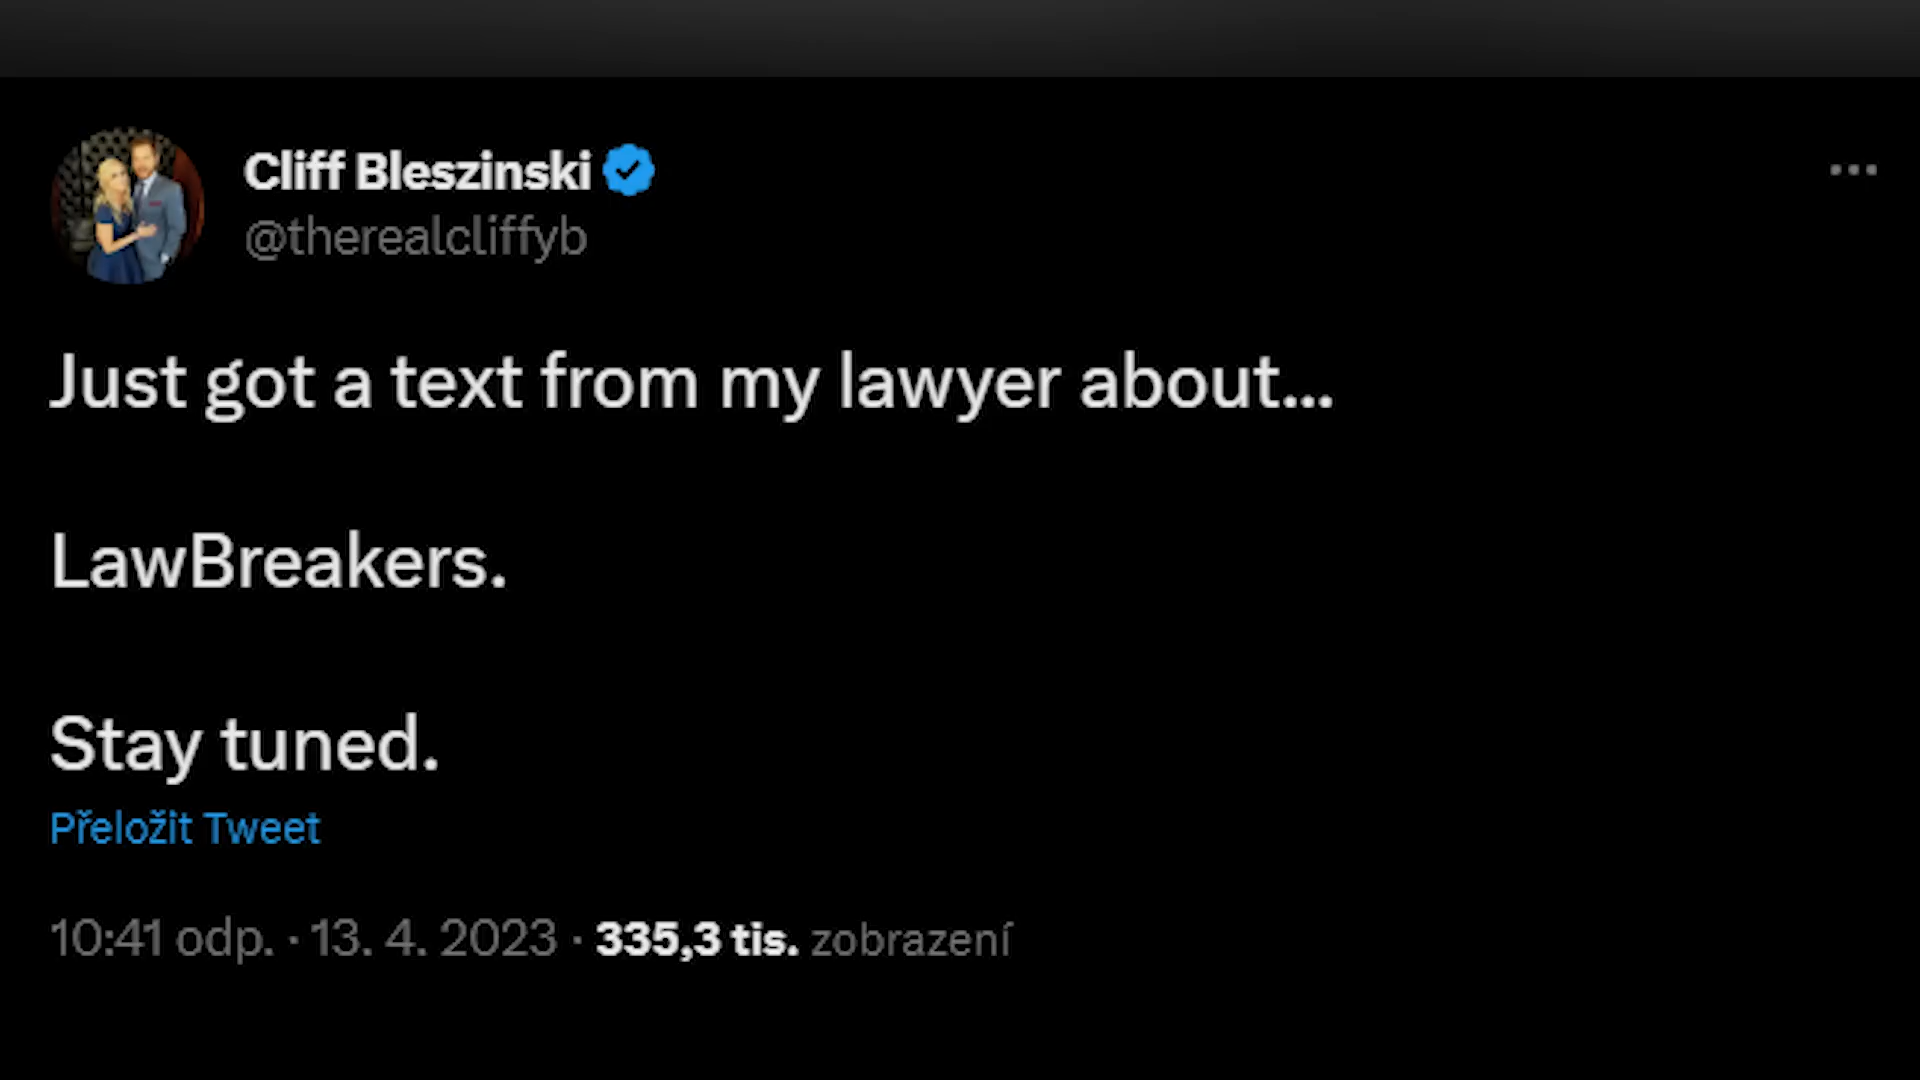 Cliff Bleszinski
@therealcliffyb
Just got a text from my lawyer about...
LawBreakers.
Stay tuned.
Přeložit Tweet
10:41 odp. · 13. 4. 2023 · 335,3 tis. zobrazení